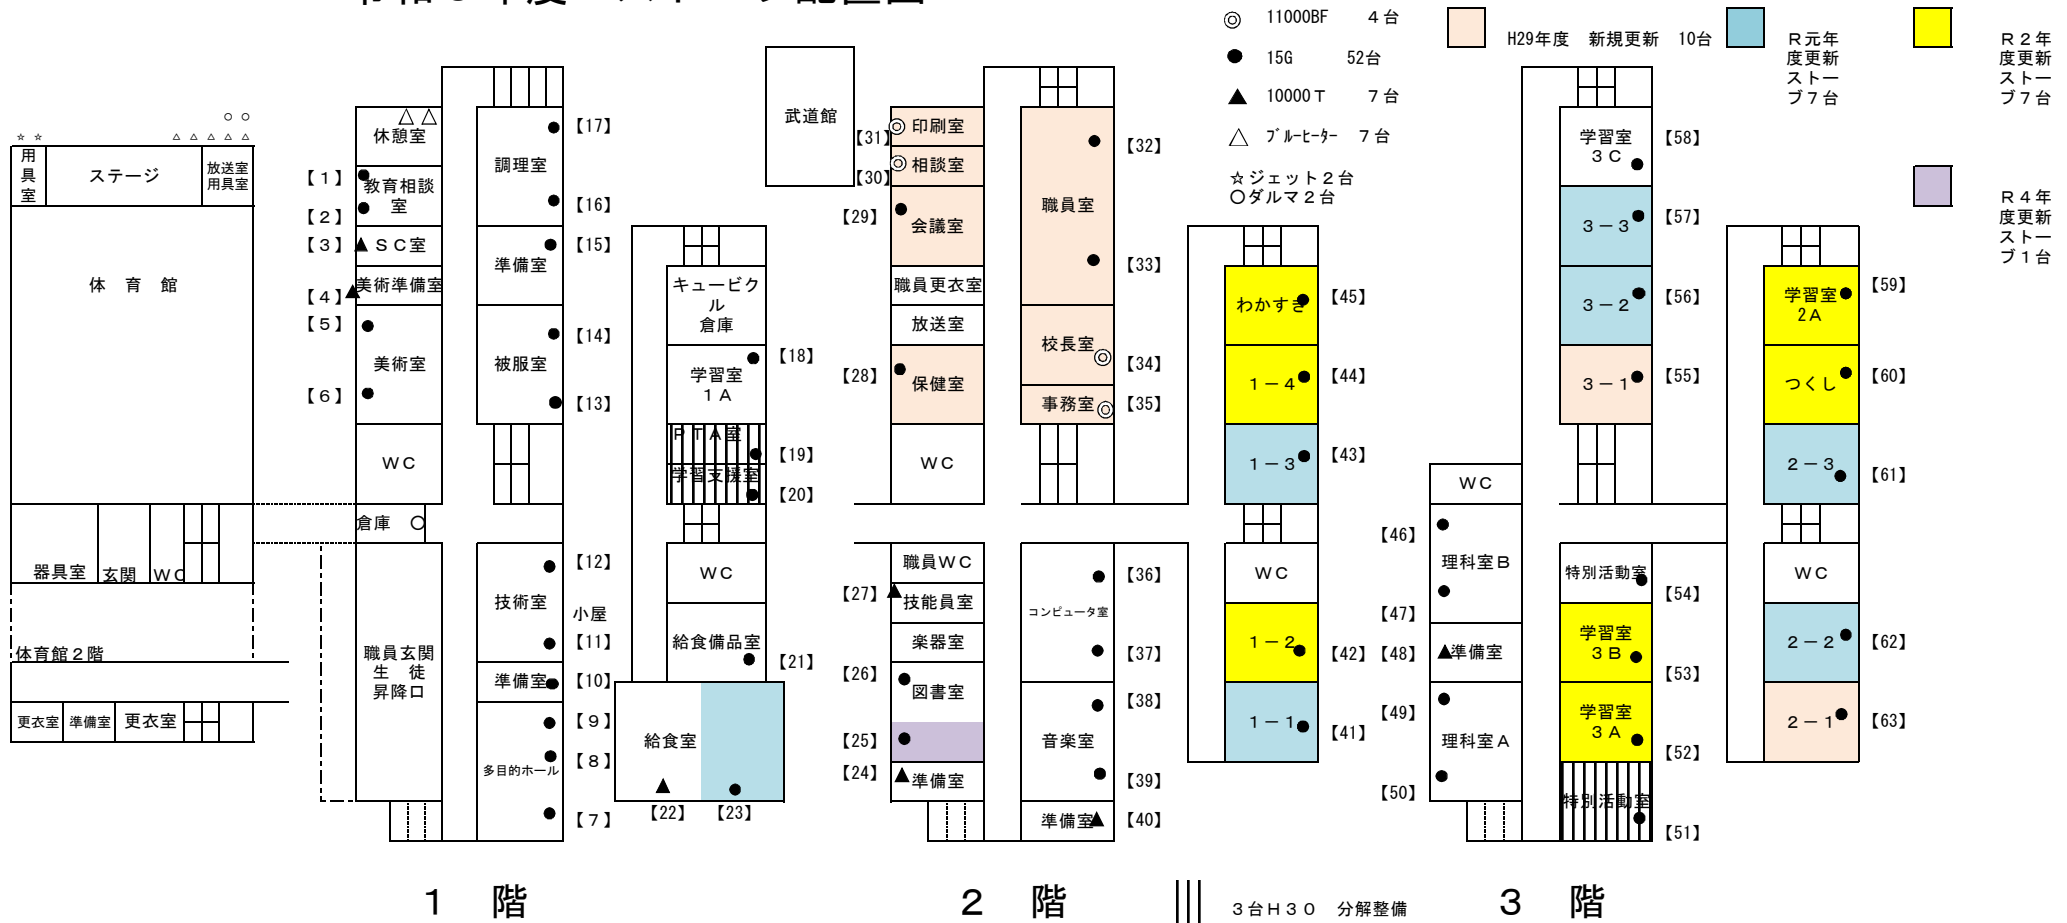 11000BF 4台
15G 52台
10000T 7台
ブルーヒーター 7台
☆ジェット2台
○ダルマ2台
H29年度 新規更新 10台
R元年
度更新
ストー
ブ7台
R2年
度更新
ストー
ブ7台
R4年
度更新
ストー
ブ1台
用
具
室
ステージ
放送室
用具室
体 育 館
器具室
玄関
WC
体育館2階
更衣室
準備室
更衣室
休憩室
【1】
教育相談
室
【2】
【3】
SC室
【4】
美術準備室
【5】
美術室
【6】
WC
倉庫
職員玄関
生 徒
昇降口
【17】
調理室
【16】
【15】
準備室
【14】
被服室
【13】
【12】
技術室
小屋
【11】
準備室
【10】
【9】
【8】
多目的ホール
【7】
キュービク
ル
倉庫
【18】
学習室
1A
PTA室
【19】
学習支援室
【20】
WC
給食備品室
【21】
給食室
【22】
【23】
1 階
武道館
【31】
印刷室
【30】
相談室
【29】
会議室
職員更衣室
放送室
【28】
保健室
WC
職員WC
【27】
技能員室
楽器室
【26】
図書室
【25】
【24】
準備室
【32】
職員室
【33】
校長室
【34】
事務室
【35】
【36】
コンピュータ室
【37】
【38】
音楽室
【39】
準備室
【40】
わかすぎ
【45】
1-4
【44】
1-3
【43】
WC
1-2
【42】
1-1
【41】
2 階
3台H30 分解整備
WC
【46】
理科室B
【47】
【48】
準備室
【49】
理科室A
【50】
学習室
3C
【58】
3-3
【57】
3-2
【56】
3-1
【55】
特別活動室
【54】
学習室
3B
【53】
学習室
3A
【52】
特別活動室
【51】
学習室
2A
【59】
つくし
【60】
2-3
【61】
WC
2-2
【62】
2-1
【63】
3 階